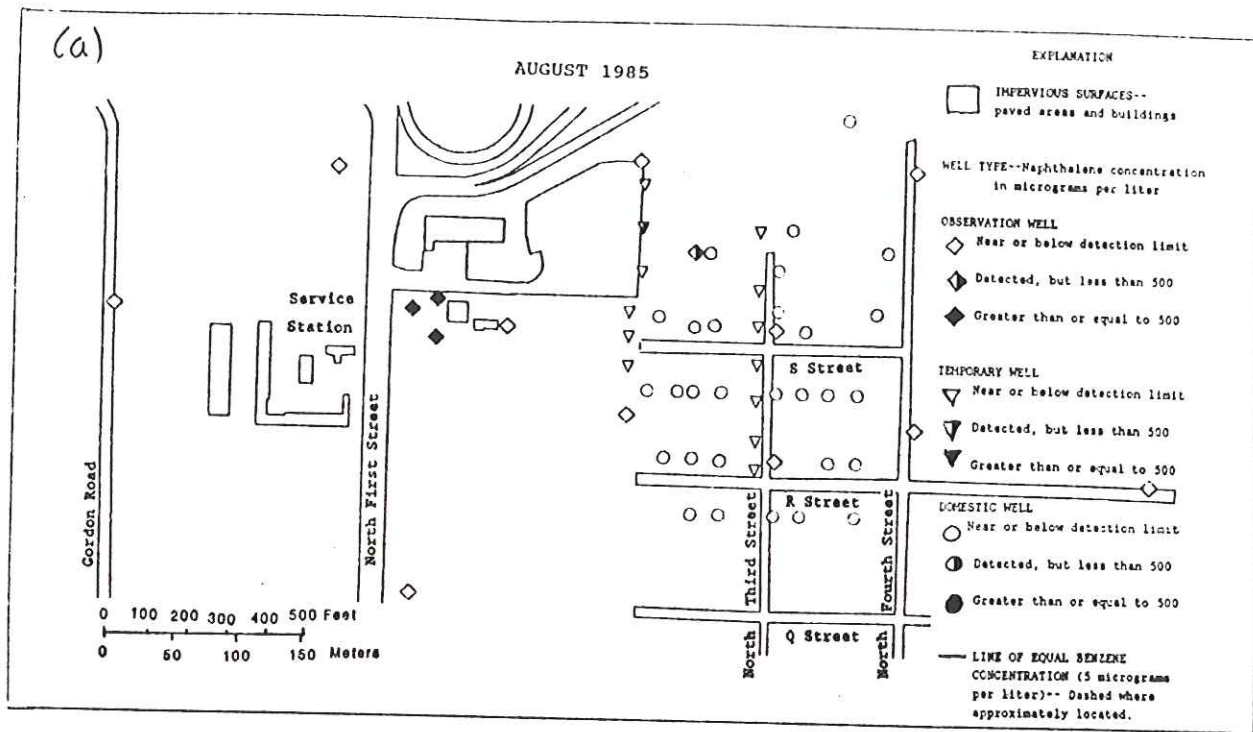 (a)
AUGUST 1985
Service
Station
Gordon Road
North First Street
S Street
R Street
Q Street
North Third Street
North Fourth Street
0 100 200 300 400 500 Feet
0 50 100 150 Meters
EXPLANATION
IMPERVIOUS SURFACES--
paved areas and buildings
WELL TYPE--Naphthalene concentration
in micrograms per liter
OBSERVATION WELL
Near or below detection limit
Detected, but less than 500
Greater than or equal to 500
TEMPORARY WELL
Near or below detection limit
Detected, but less than 500
Greater than or equal to 500
DOMESTIC WELL
Near or below detection limit
Detected, but less than 500
Greater than or equal to 500
LINE OF EQUAL BENZENE
CONCENTRATION (5 micrograms
per liter)-- Dashed where
approximately located.